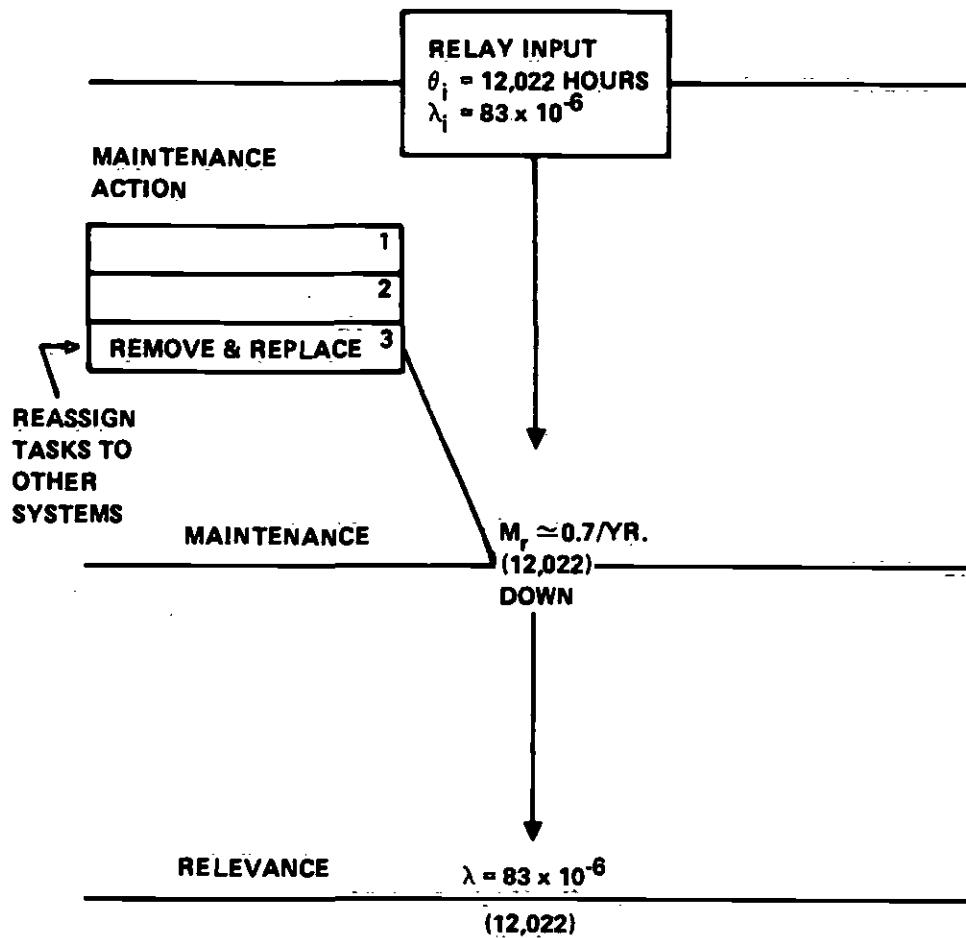 RELAY INPUT
θi = 12,022 HOURS
λi = 83 x 10^-6
MAINTENANCE
ACTION
1
2
REMOVE & REPLACE 3
REASSIGN
TASKS TO
OTHER
SYSTEMS
MAINTENANCE
Mr ≃ 0.7/YR.
(12,022)
DOWN
RELEVANCE
λ = 83 x 10^-6
(12,022)